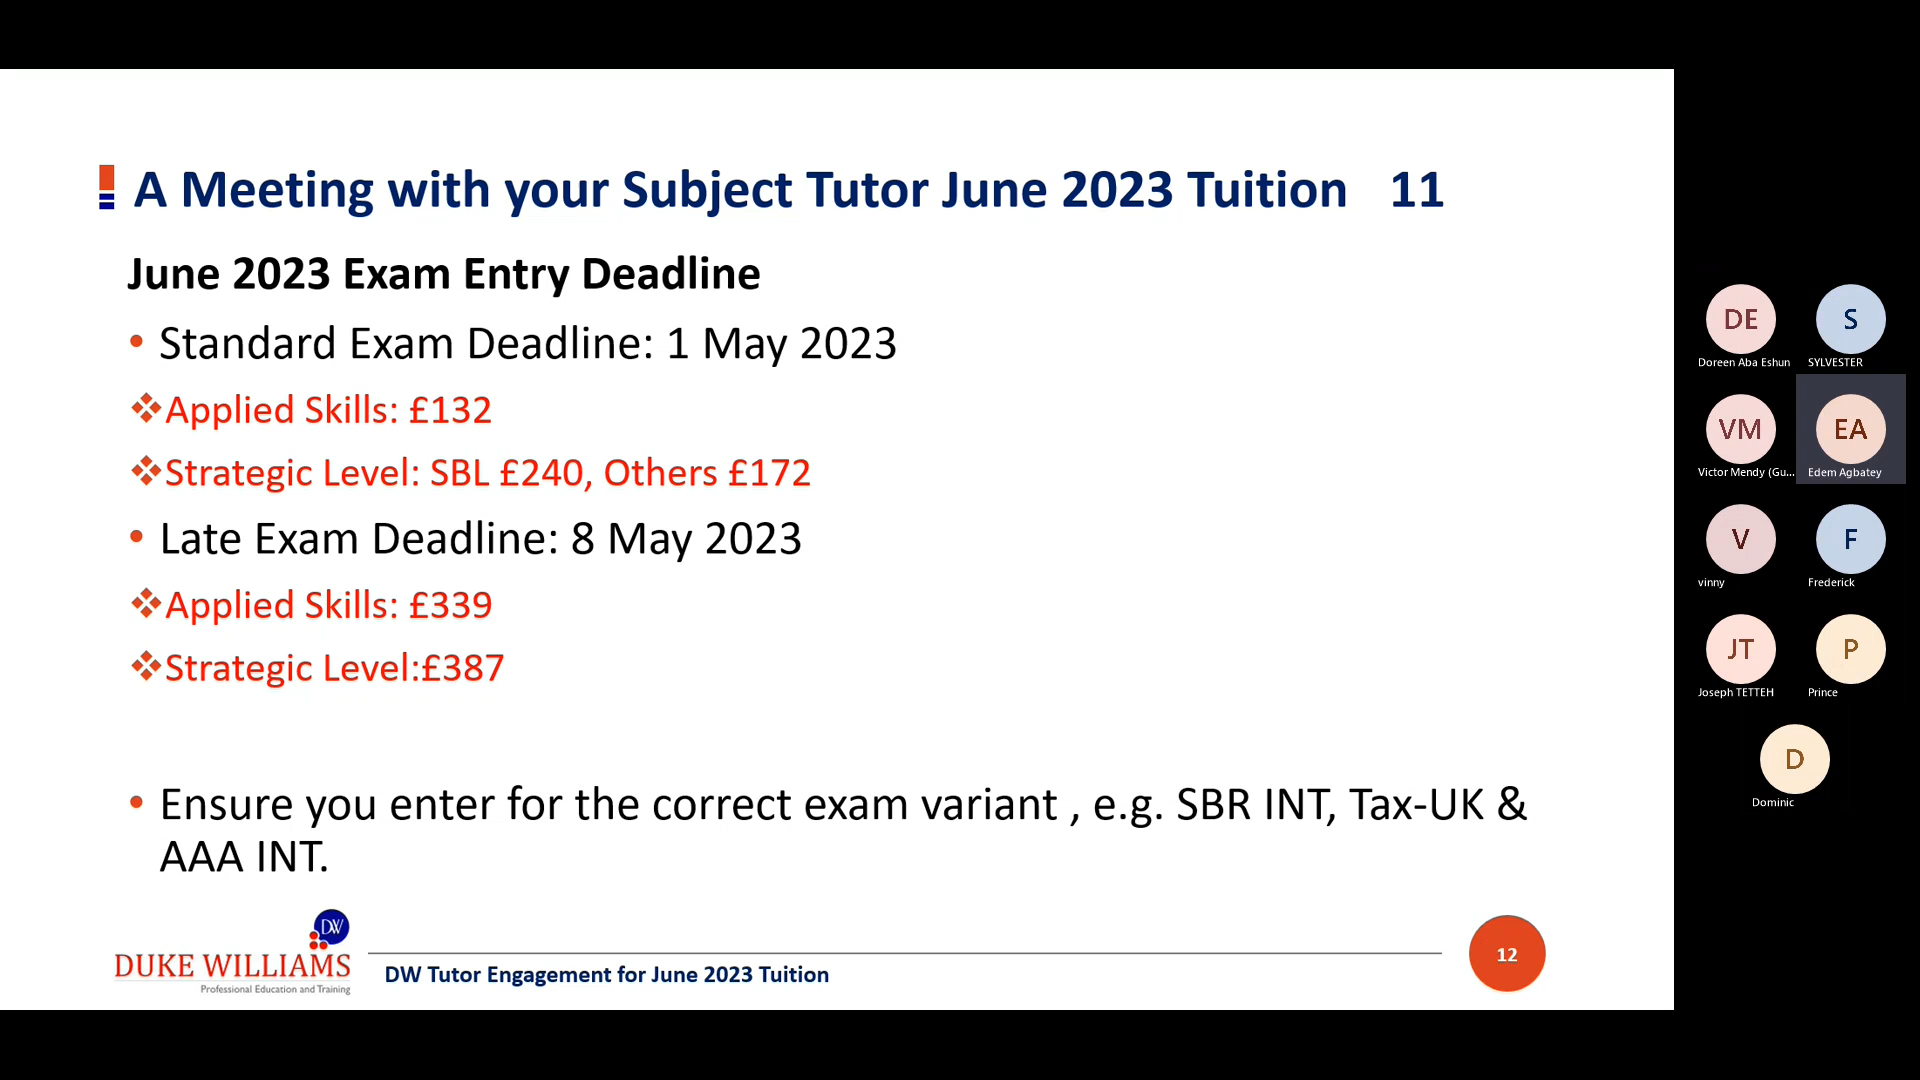 A Meeting with your Subject Tutor June 2023 Tuition 11
June 2023 Exam Entry Deadline
• Standard Exam Deadline: 1 May 2023
❖Applied Skills: £132
❖Strategic Level: SBL £240, Others £172
• Late Exam Deadline: 8 May 2023
❖Applied Skills: £339
❖Strategic Level:£387
• Ensure you enter for the correct exam variant , e.g. SBR INT, Tax-UK &
AAA INT.
DW
DUKE WILLIAMS
Professional Education and Training
DW Tutor Engagement for June 2023 Tuition
12
DE
Doreen Aba Eshun
S
SYLVESTER
VM
Victor Mendy (Gu...
EA
Edem Agbatey
V
vinny
F
Frederick
JT
Joseph TETTEH
P
Prince
D
Dominic